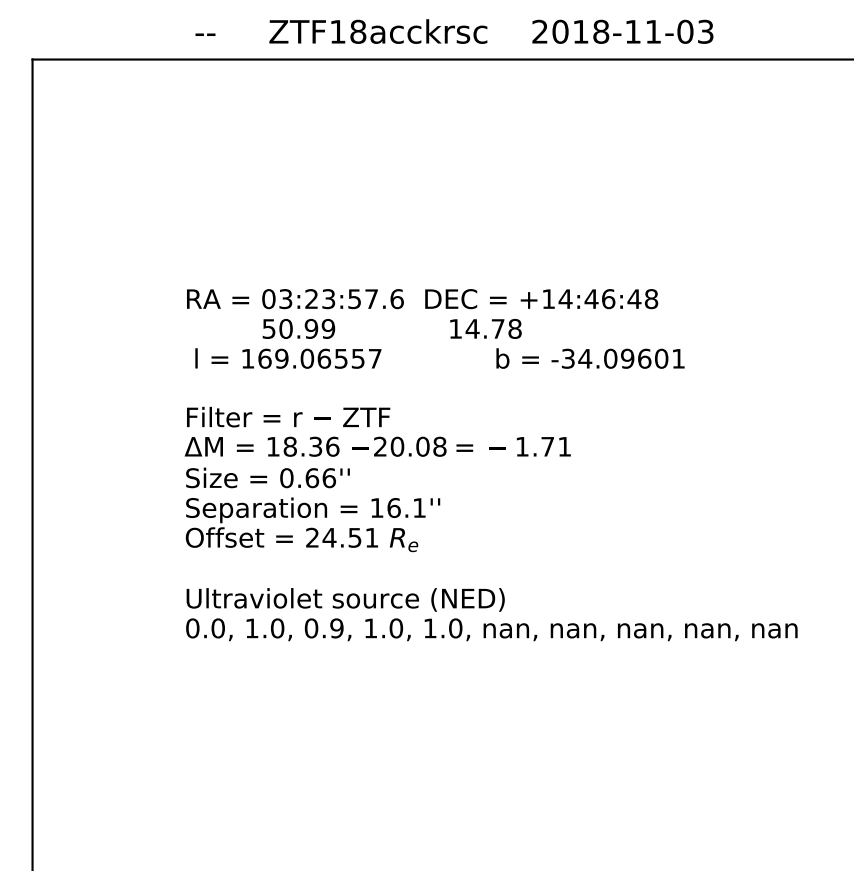 -- ZTF18acckrsc 2018-11-03
RA = 03:23:57.6 DEC = +14:46:48
50.99 14.78
l = 169.06557 b = -34.09601
Filter = r − ZTF
ΔM = 18.36 −20.08 = − 1.71
Size = 0.66''
Separation = 16.1''
Offset = 24.51 Re
Ultraviolet source (NED)
0.0, 1.0, 0.9, 1.0, 1.0, nan, nan, nan, nan, nan